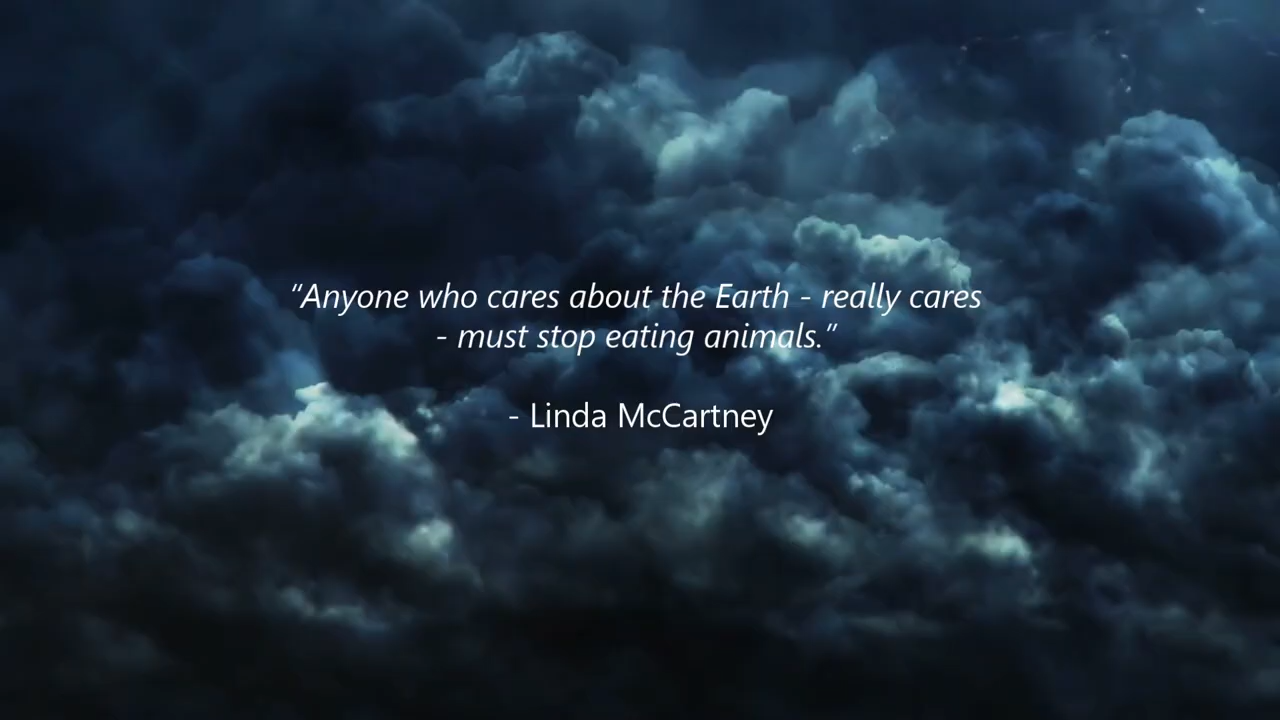 “Anyone who cares about the Earth - really cares
- must stop eating animals.”
- Linda McCartney